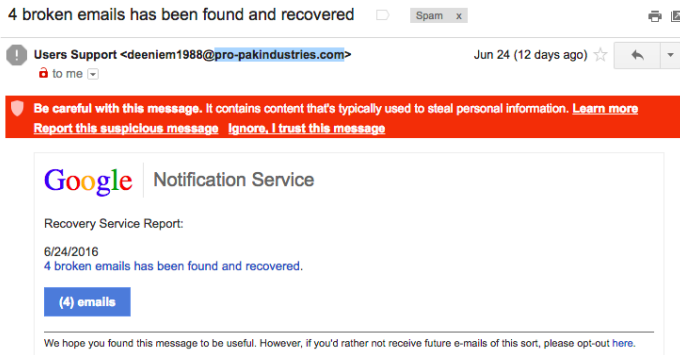 4 broken emails has been found and recovered
Spam x
Users Support <deeniem1988@pro-pakindustries.com>
Jun 24 (12 days ago)
to me
Be careful with this message. It contains content that's typically used to steal personal information. Learn more
Report this suspicious message Ignore, I trust this message
Google Notification Service
Recovery Service Report:
6/24/2016
4 broken emails has been found and recovered.
(4) emails
We hope you found this message to be useful. However, if you'd rather not receive future e-mails of this sort, please opt-out here.